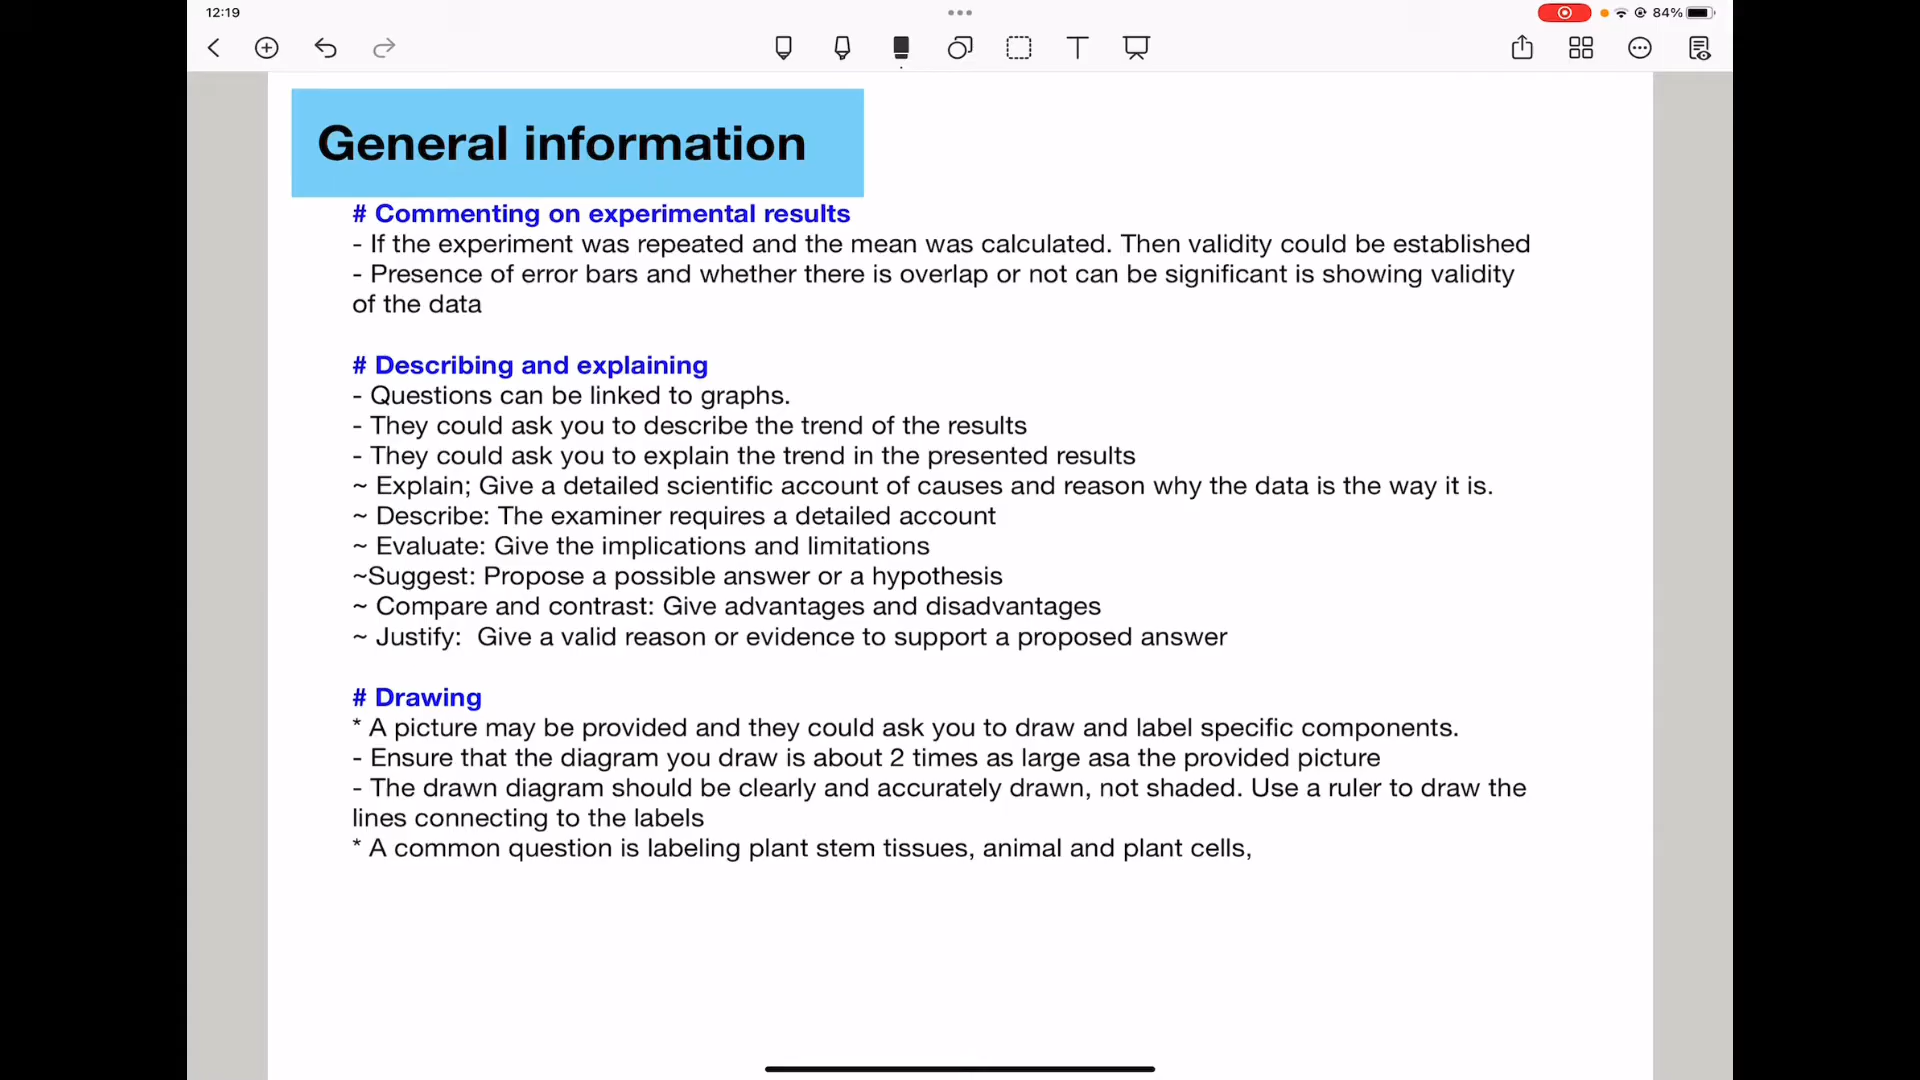 12:19
84%
General information
# Commenting on experimental results
- If the experiment was repeated and the mean was calculated. Then validity could be established
- Presence of error bars and whether there is overlap or not can be significant is showing validity
of the data
# Describing and explaining
- Questions can be linked to graphs.
- They could ask you to describe the trend of the results
- They could ask you to explain the trend in the presented results
~ Explain; Give a detailed scientific account of causes and reason why the data is the way it is.
~ Describe: The examiner requires a detailed account
~ Evaluate: Give the implications and limitations
~Suggest: Propose a possible answer or a hypothesis
~ Compare and contrast: Give advantages and disadvantages
~ Justify:  Give a valid reason or evidence to support a proposed answer
# Drawing
* A picture may be provided and they could ask you to draw and label specific components.
- Ensure that the diagram you draw is about 2 times as large asa the provided picture
- The drawn diagram should be clearly and accurately drawn, not shaded. Use a ruler to draw the
lines connecting to the labels
* A common question is labeling plant stem tissues, animal and plant cells,